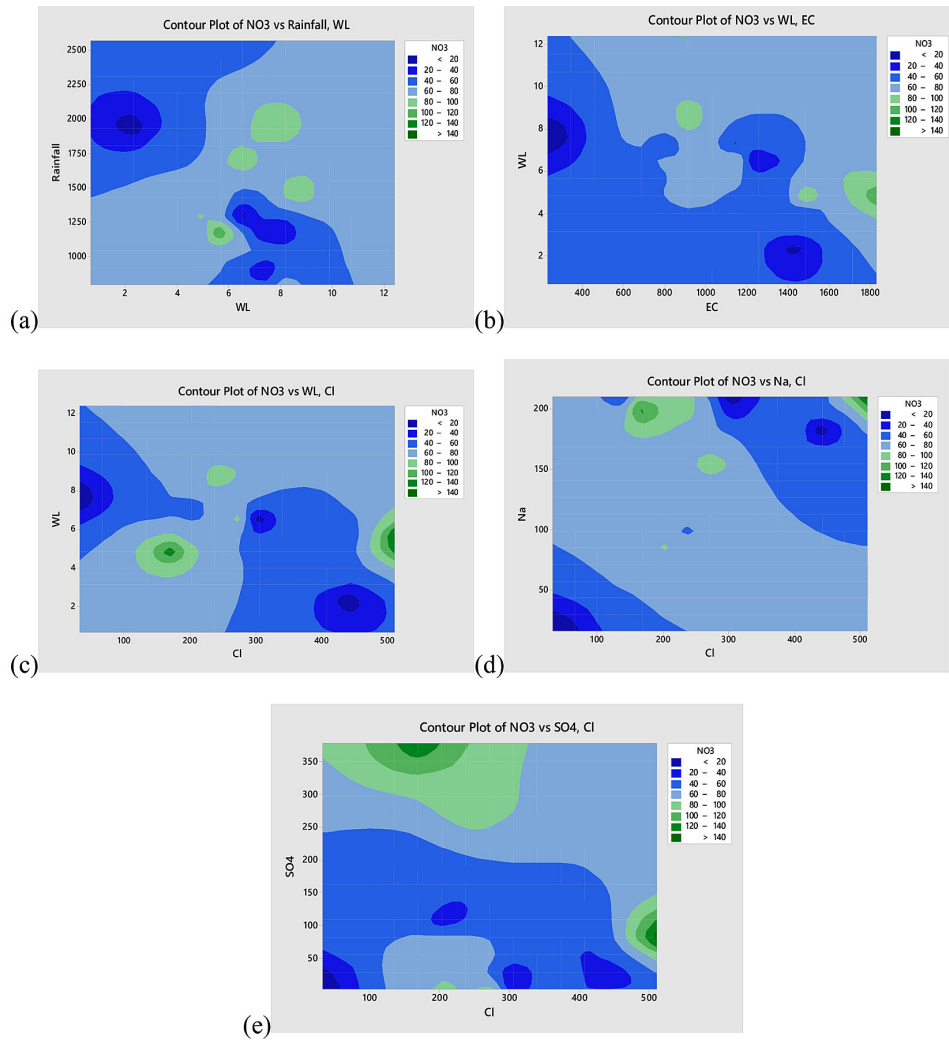 Contour Plot of NO3 vs Rainfall, WL
NO3
< 20
20 – 40
40 – 60
60 – 80
80 – 100
100 – 120
120 – 140
> 140
2500
2000
1500
1250
1000
Rainfall
2 4 6 8 10 12
WL
(a)
Contour Plot of NO3 vs WL, EC
NO3
< 20
20 – 40
40 – 60
60 – 80
80 – 100
100 – 120
120 – 140
> 140
12
10
8
6
4
2
WL
400 600 800 1000 1200 1400 1600 1800
EC
(b)
Contour Plot of NO3 vs WL, Cl
NO3
< 20
20 – 40
40 – 60
60 – 80
80 – 100
100 – 120
120 – 140
> 140
12
10
8
6
4
2
WL
100 200 300 400 500
Cl
(c)
Contour Plot of NO3 vs Na, Cl
NO3
< 20
20 – 40
40 – 60
60 – 80
80 – 100
100 – 120
120 – 140
> 140
200
150
100
50
Na
100 200 300 400 500
Cl
(d)
Contour Plot of NO3 vs SO4, Cl
NO3
< 20
20 – 40
40 – 60
60 – 80
80 – 100
100 – 120
120 – 140
> 140
350
300
250
200
150
100
50
SO4
100 200 300 400 500
Cl
(e)